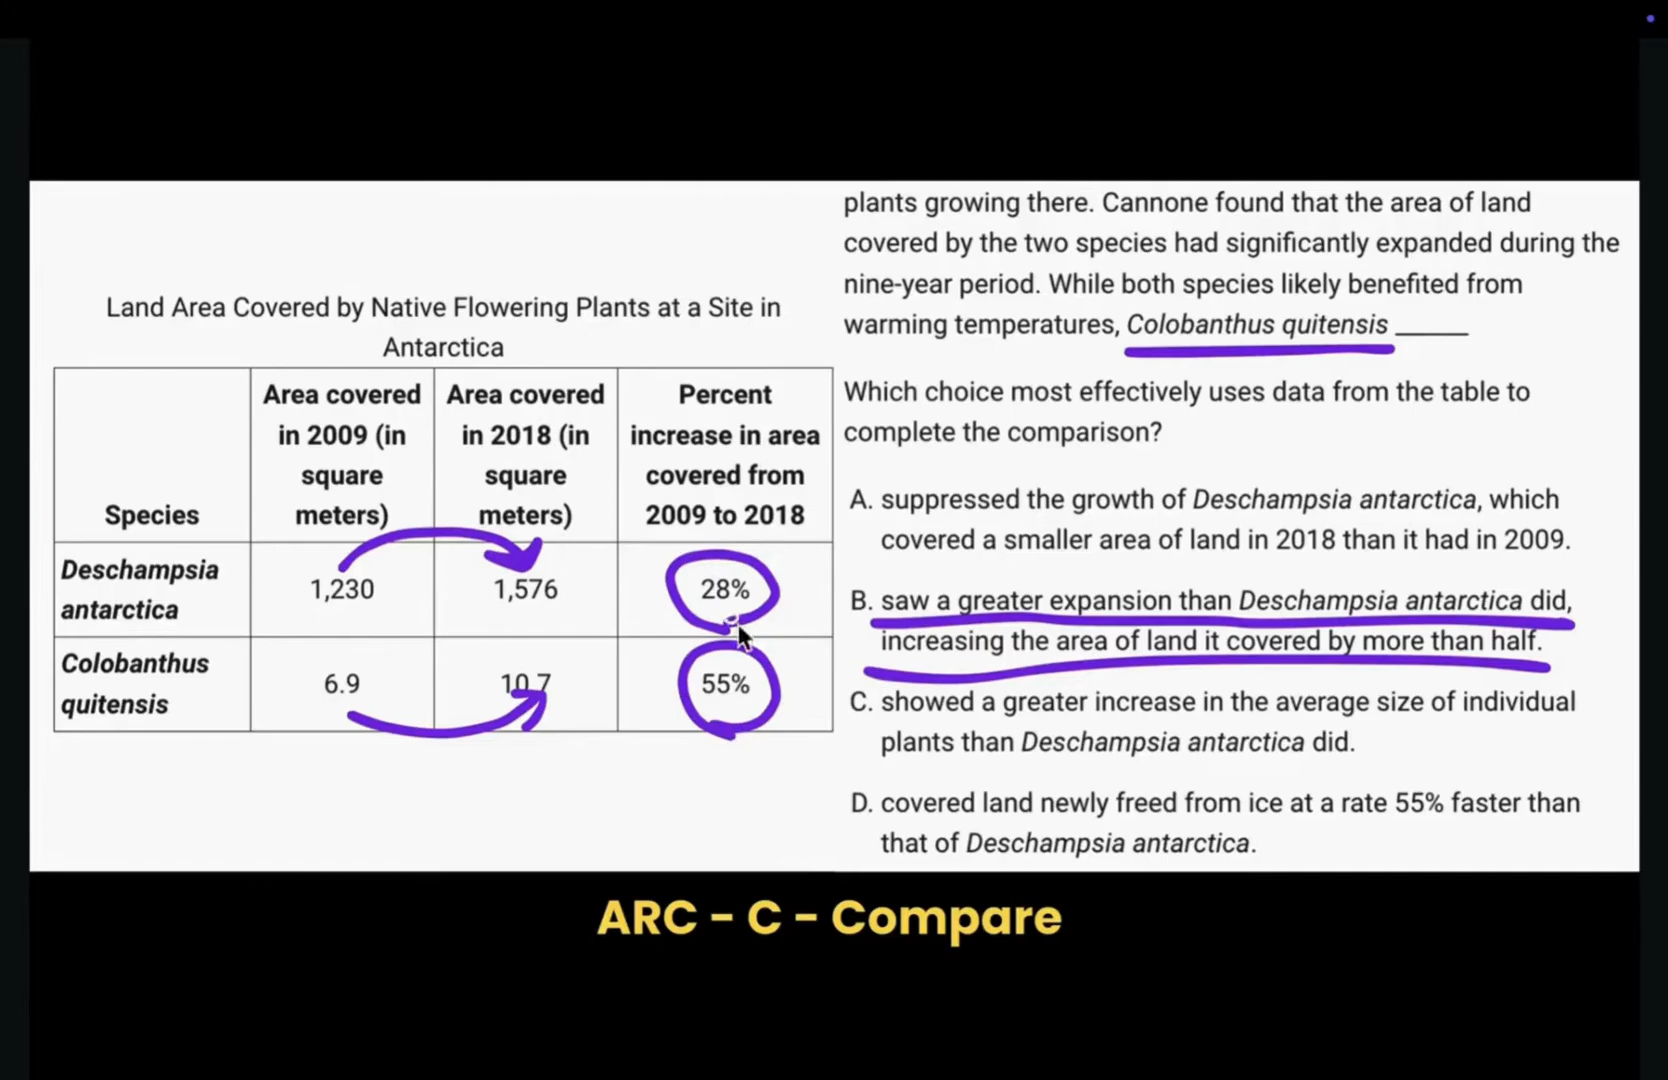 plants growing there. Cannone found that the area of land
covered by the two species had significantly expanded during the
nine-year period. While both species likely benefited from
warming temperatures, Colobanthus quitensis ______
Land Area Covered by Native Flowering Plants at a Site in
Antarctica
Species
Area covered
in 2009 (in
square
meters)
Area covered
in 2018 (in
square
meters)
Percent
increase in area
covered from
2009 to 2018
Deschampsia
antarctica
1,230
1,576
28%
Colobanthus
quitensis
6.9
10.7
55%
Which choice most effectively uses data from the table to
complete the comparison?
A. suppressed the growth of Deschampsia antarctica, which
covered a smaller area of land in 2018 than it had in 2009.
B. saw a greater expansion than Deschampsia antarctica did,
increasing the area of land it covered by more than half.
C. showed a greater increase in the average size of individual
plants than Deschampsia antarctica did.
D. covered land newly freed from ice at a rate 55% faster than
that of Deschampsia antarctica.
ARC - C - Compare